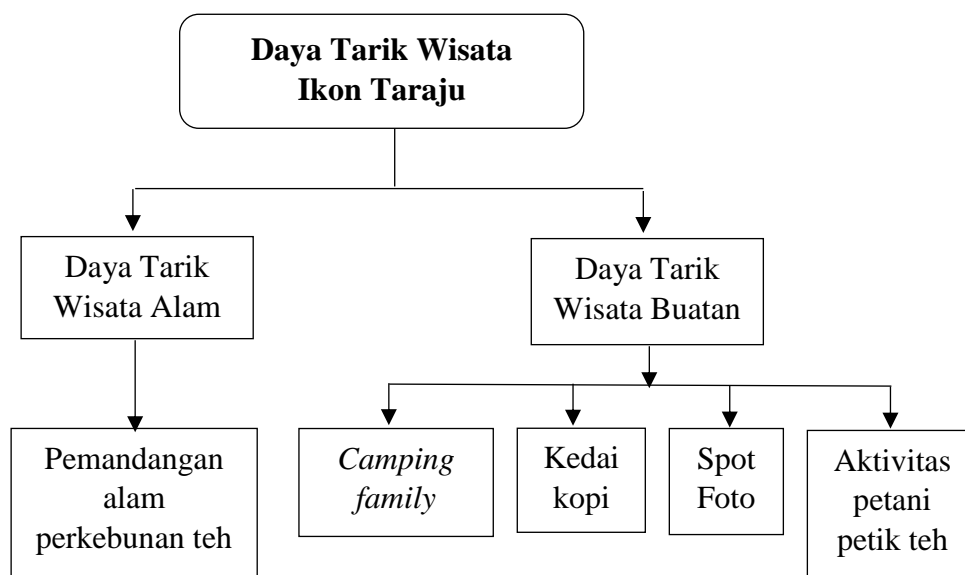 Daya Tarik Wisata
Ikon Taraju
Daya Tarik
Wisata Alam
Daya Tarik
Wisata Buatan
Pemandangan
alam
perkebunan teh
Camping
family
Kedai
kopi
Spot
Foto
Aktivitas
petani
petik teh